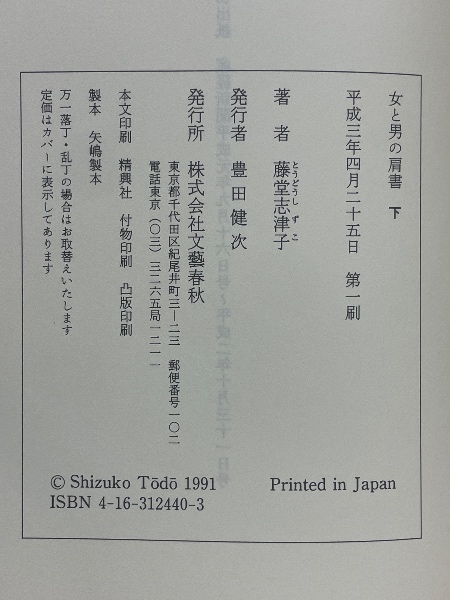 女と男の肩書 下
平成三年四月二十五日 第一刷
著者 藤堂志津子
とうどうしずこ
発行者 豊田健次
発行所 株式会社文藝春秋
東京都千代田区紀尾井町三—二三 郵便番号一〇二
電話東京(〇三)三二六五局一二一一
本文印刷 精興社 付物印刷 凸版印刷
製本 矢嶋製本
万一落丁・乱丁の場合はお取替えいたします
定価はカバーに表示してあります
© Shizuko Tōdō 1991 Printed in Japan
ISBN 4-16-312440-3